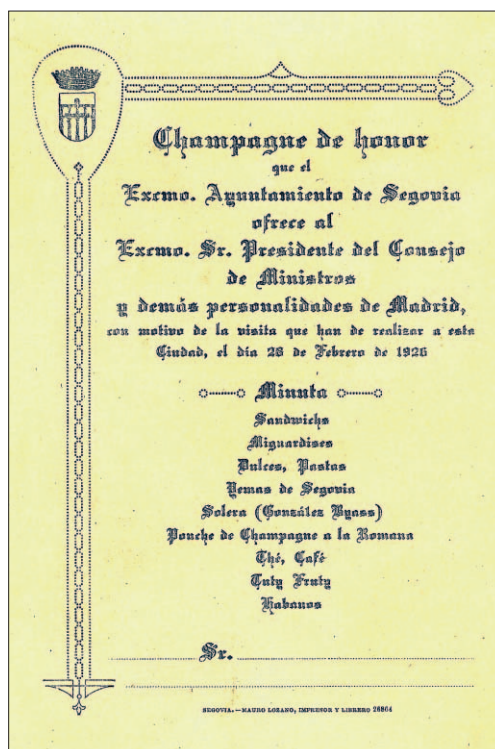 Champagne de honor
que el
Excmo. Ayuntamiento de Segovia
ofrece al
Excmo. Sr. Presidente del Consejo
de Ministros
y demás personalidades de Madrid,
con motivo de la visita que han de realizar a esta
Ciudad, el día 28 de Febrero de 1926
Minuta
Sandwichs
Miguardises
Dulces, Pastas
Yemas de Segovia
Solera (González Byass)
Ponche de Champagne a la Romana
Thé, Café
Tuty Fruty
Habanos
Sr.
SEGOVIA.—MAURO LOZANO, IMPRESOR Y LIBRERO 26864